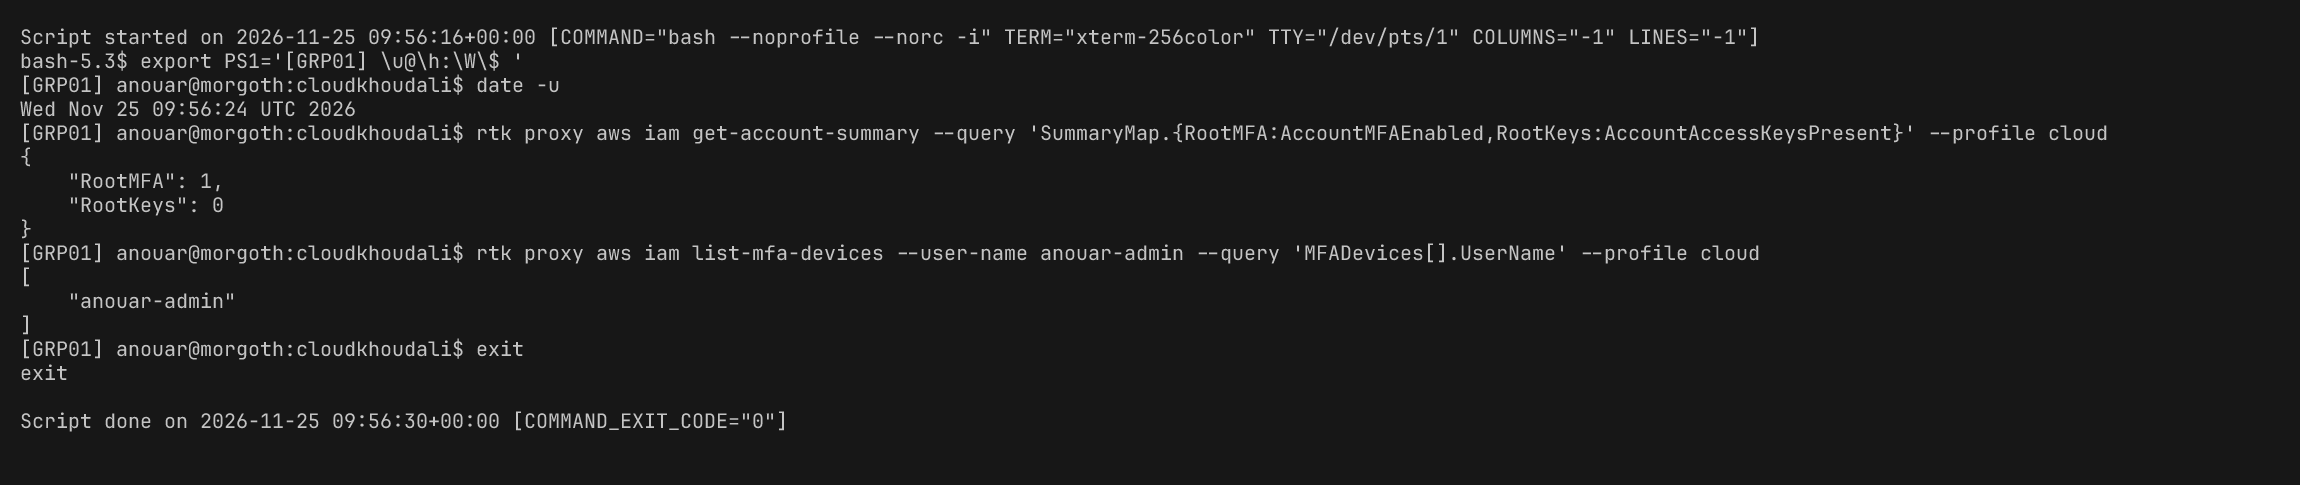 Script started on 2026-11-25 09:56:16+00:00 [COMMAND="bash --noprofile --norc -i" TERM="xterm-256color" TTY="/dev/pts/1" COLUMNS="-1" LINES="-1"]
bash-5.3$ export PS1='[GRP01] \u@\h:\W\$ '
[GRP01] anouar@morgoth:cloudkhoudali$ date -u
Wed Nov 25 09:56:24 UTC 2026
[GRP01] anouar@morgoth:cloudkhoudali$ rtk proxy aws iam get-account-summary --query 'SummaryMap.{RootMFA:AccountMFAEnabled,RootKeys:AccountAccessKeysPresent}' --profile cloud
{
    "RootMFA": 1,
    "RootKeys": 0
}
[GRP01] anouar@morgoth:cloudkhoudali$ rtk proxy aws iam list-mfa-devices --user-name anouar-admin --query 'MFADevices[].UserName' --profile cloud
[
    "anouar-admin"
]
[GRP01] anouar@morgoth:cloudkhoudali$ exit
exit

Script done on 2026-11-25 09:56:30+00:00 [COMMAND_EXIT_CODE="0"]